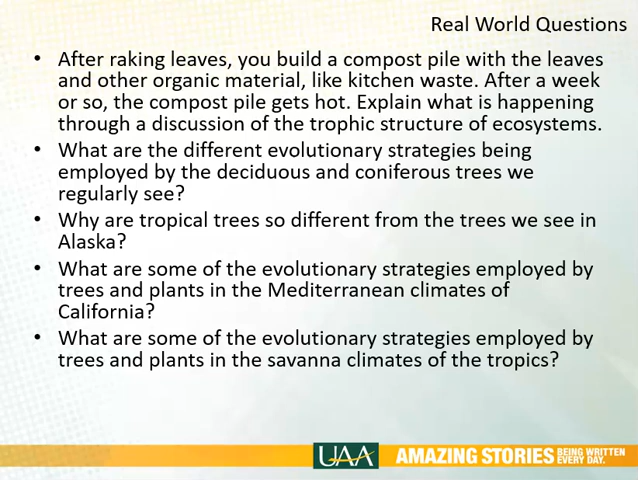 Real World Questions
• After raking leaves, you build a compost pile with the leaves
and other organic material, like kitchen waste. After a week
or so, the compost pile gets hot. Explain what is happening
through a discussion of the trophic structure of ecosystems.
• What are the different evolutionary strategies being
employed by the deciduous and coniferous trees we
regularly see?
• Why are tropical trees so different from the trees we see in
Alaska?
• What are some of the evolutionary strategies employed by
trees and plants in the Mediterranean climates of
California?
• What are some of the evolutionary strategies employed by
trees and plants in the savanna climates of the tropics?
UAA AMAZING STORIES BEING WRITTEN
EVERY DAY.